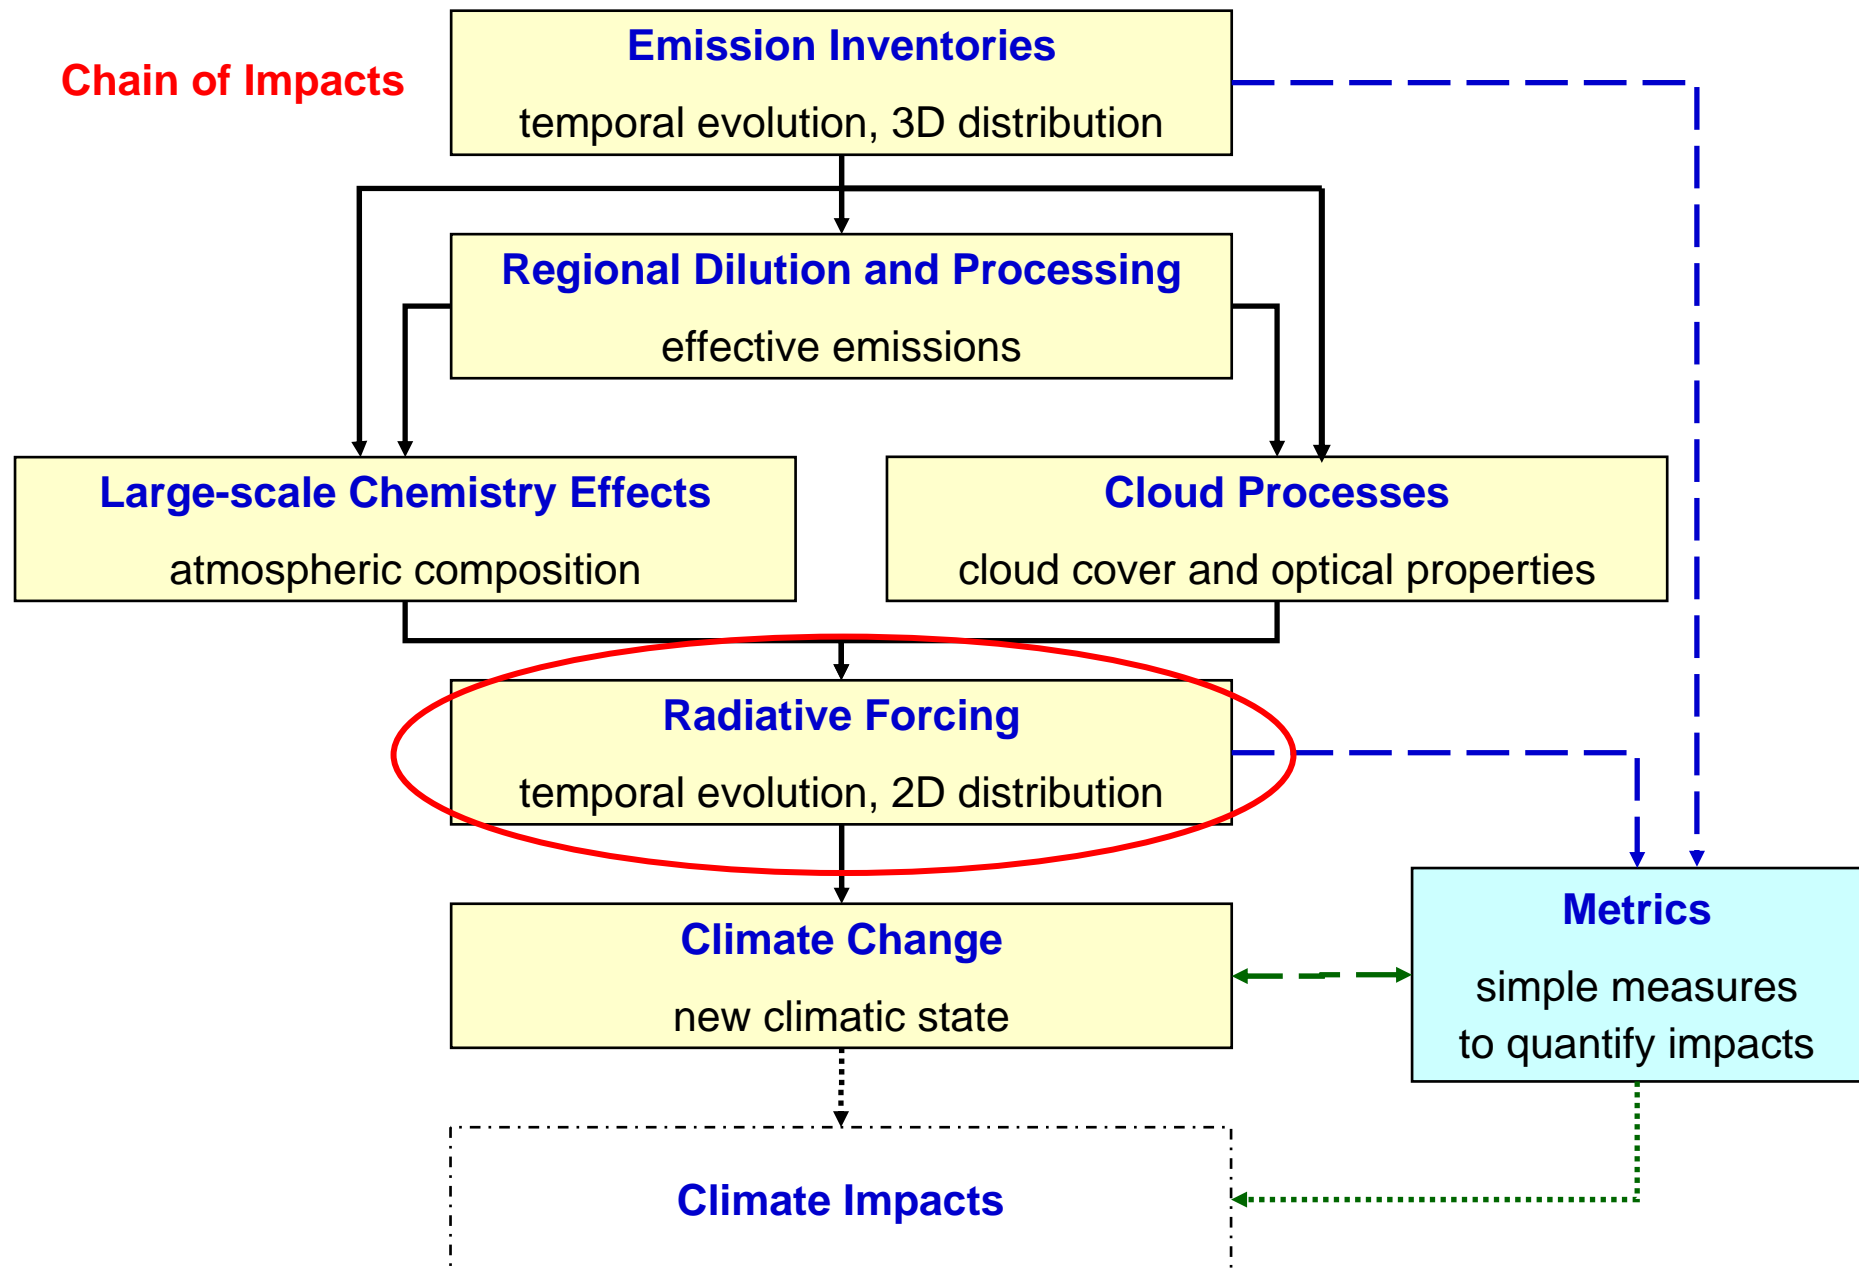 Chain of Impacts
Emission Inventories
temporal evolution, 3D distribution
Regional Dilution and Processing
effective emissions
Large-scale Chemistry Effects
atmospheric composition
Cloud Processes
cloud cover and optical properties
Radiative Forcing
temporal evolution, 2D distribution
Climate Change
new climatic state
Metrics
simple measures
to quantify impacts
Climate Impacts